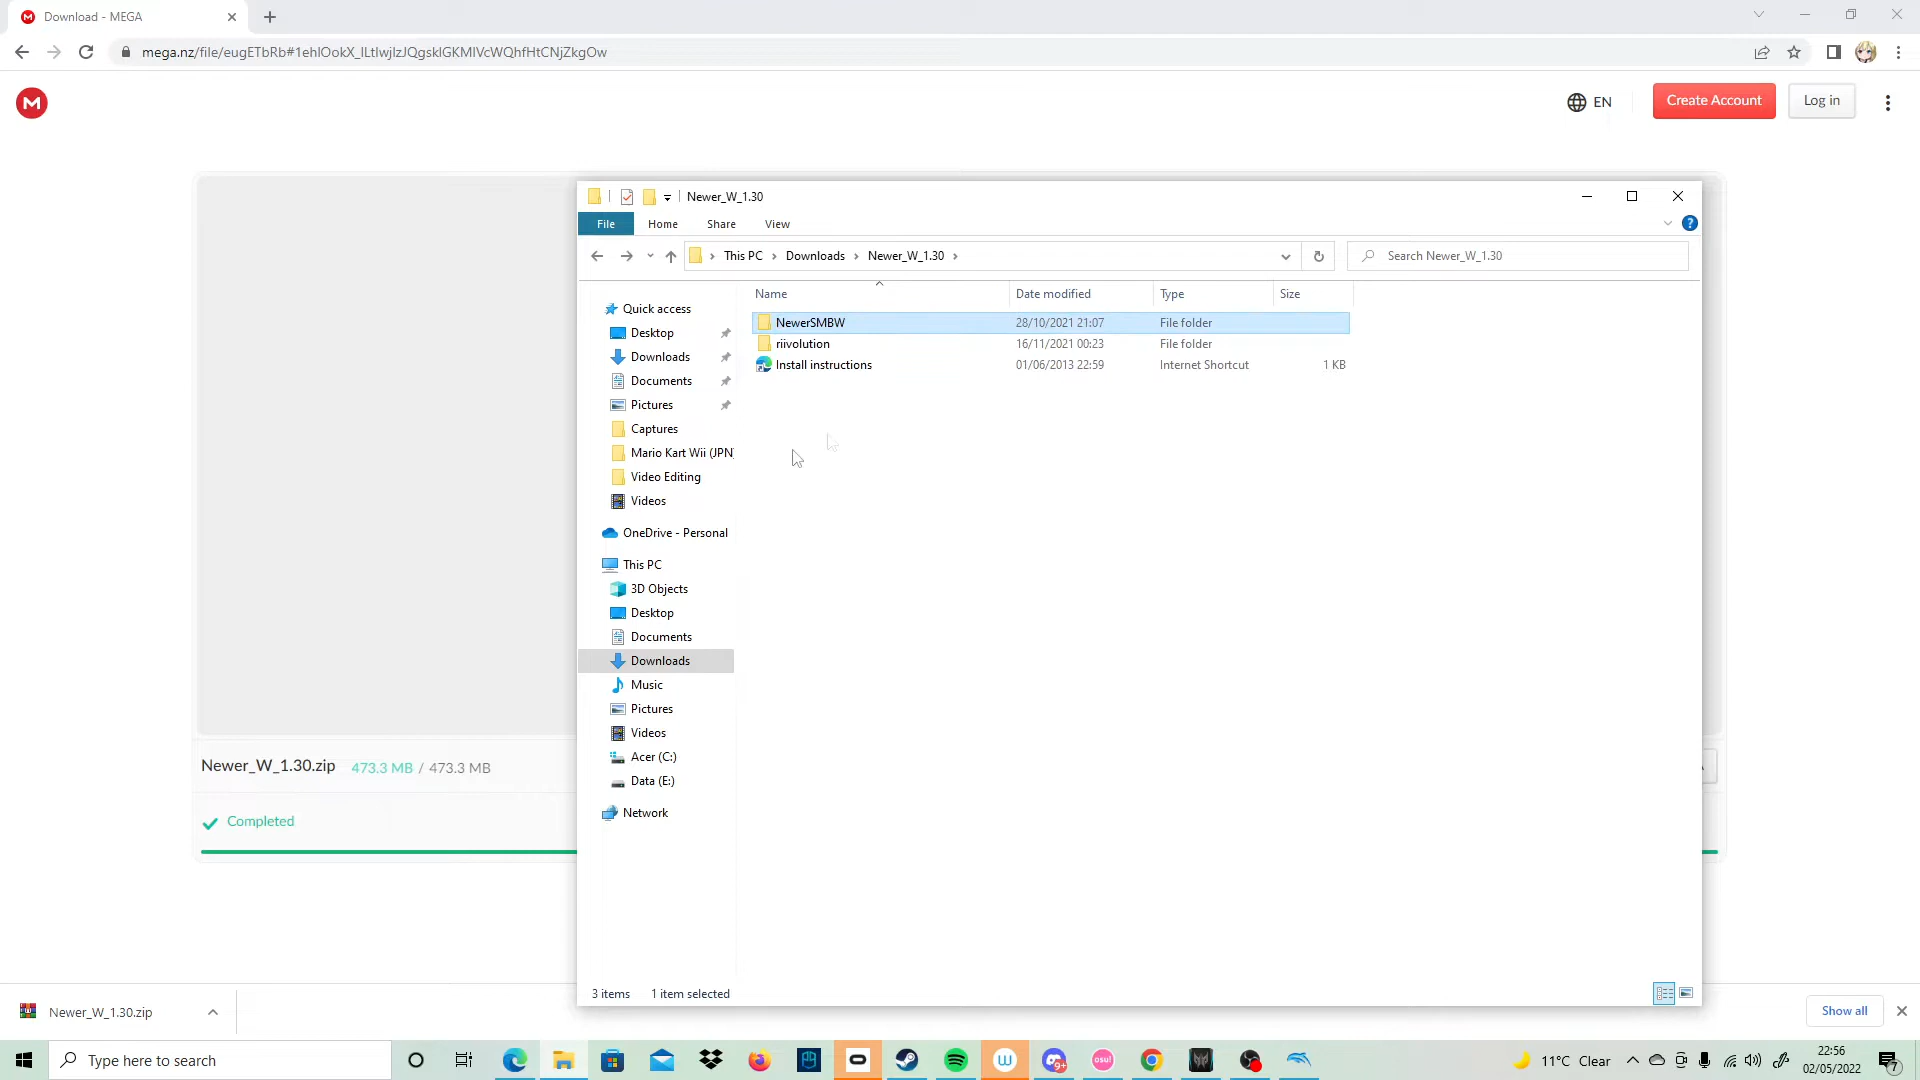 Download - MEGA
mega.nz/file/eugETbRb#1ehlOokX_lLtlwjlzJQgsklGKMlVcWQhfHtCNjZkgOw
EN
Create Account
Log in
Newer_W_1.30
File
Home
Share
View
This PC
Downloads
Newer_W_1.30
Search Newer_W_1.30
Name
Date modified
Type
Size
Quick access
Desktop
Downloads
Documents
Pictures
Captures
Mario Kart Wii (JPN)
Video Editing
Videos
OneDrive - Personal
This PC
3D Objects
Desktop
Documents
Downloads
Music
Pictures
Videos
Acer (C:)
Data (E:)
Network
NewerSMBW 28/10/2021 21:07 File folder
riivolution 16/11/2021 00:23 File folder
Install instructions 01/06/2013 22:59 Internet Shortcut 1 KB
Newer_W_1.30.zip 473.3 MB / 473.3 MB
Completed
3 items 1 item selected
Newer_W_1.30.zip
Show all
Type here to search
W
9+
osu!
11°C Clear
22:56
02/05/2022
7